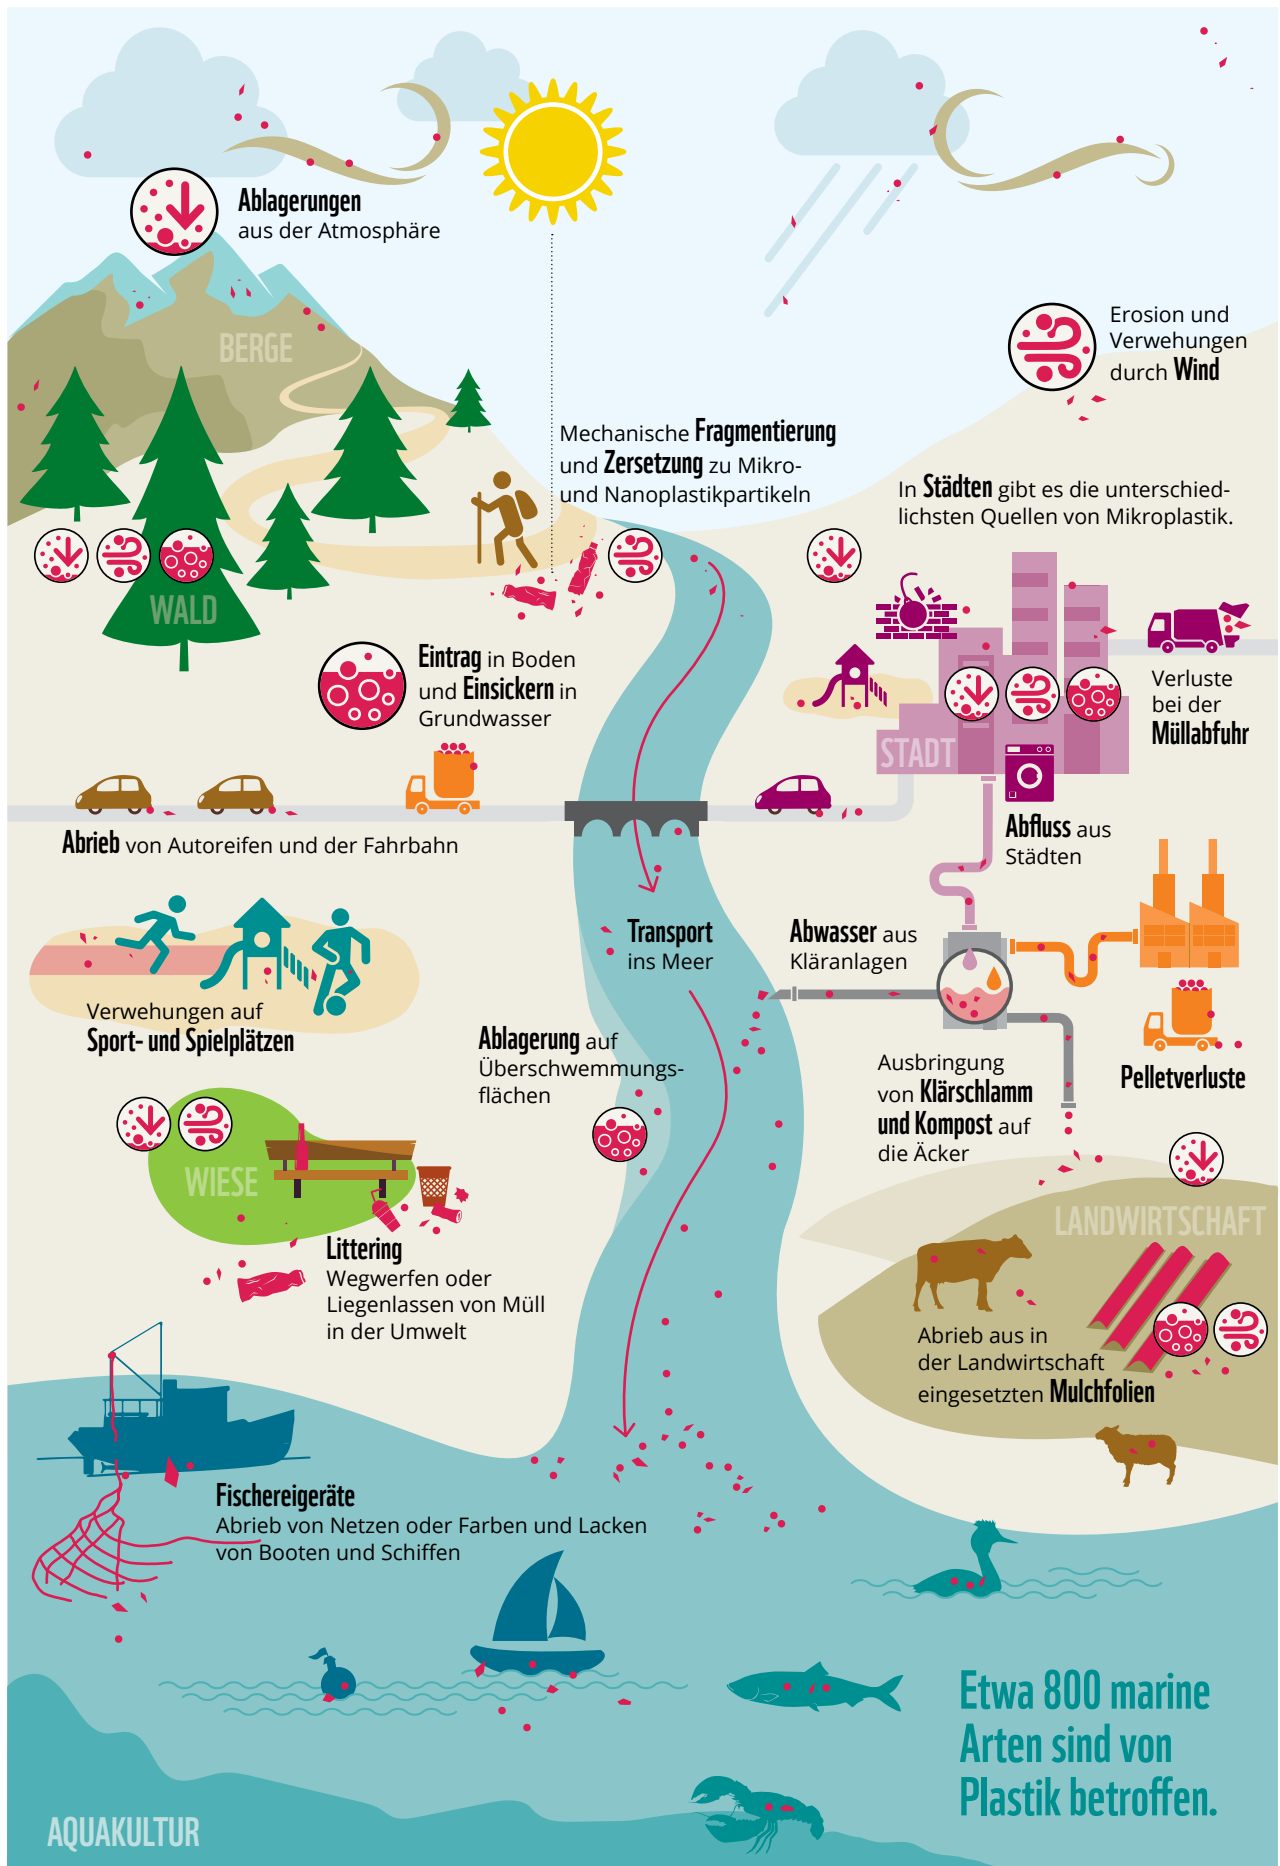 Ablagerungen
aus der Atmosphäre
BERGE
Erosion und
Verwehungen
durch Wind
Mechanische Fragmentierung
und Zersetzung zu Mikro-
und Nanoplastikpartikeln
In Städten gibt es die unterschied-
lichsten Quellen von Mikroplastik.
WALD
Eintrag in Boden
und Einsickern in
Grundwasser
Verluste
bei der
Müllabfuhr
STADT
Abrieb von Autoreifen und der Fahrbahn
Abfluss aus
Städten
Transport
ins Meer
Abwasser aus
Kläranlagen
Verwehungen auf
Sport- und Spielplätzen
Ablagerung auf
Überschwemmungs-
flächen
Ausbringung
von Klärschlamm
und Kompost auf
die Äcker
Pelletverluste
WIESE
LANDWIRTSCHAFT
Littering
Wegwerfen oder
Liegenlassen von Müll
in der Umwelt
Abrieb aus in
der Landwirtschaft
eingesetzten Mulchfolien
Fischereigeräte
Abrieb von Netzen oder Farben und Lacken
von Booten und Schiffen
Etwa 800 marine
Arten sind von
Plastik betroffen.
AQUAKULTUR